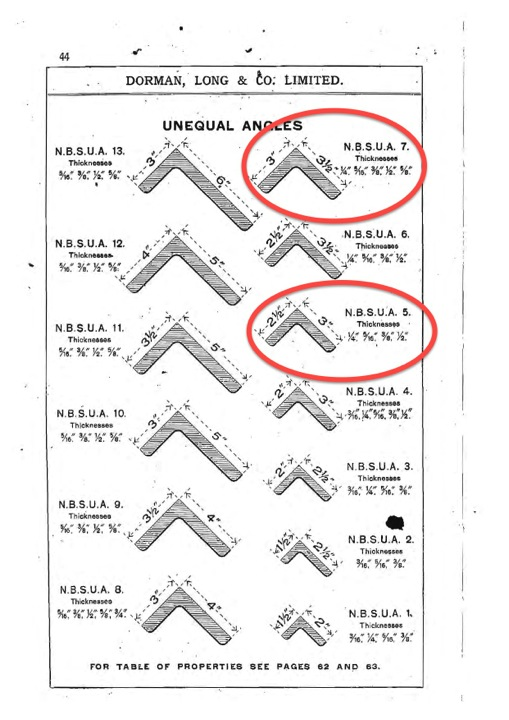 44
DORMAN, LONG & CO. LIMITED.
UNEQUAL ANGLES
N.B.S.U.A. 13.
Thicknesses
5/16" 3/8" 1/2" 5/8"
3"
6"
N.B.S.U.A. 7.
Thicknesses
1/4" 5/16" 3/8" 1/2" 5/8"
3"
3½"
N.B.S.U.A. 12.
Thicknesses
5/16" 3/8" 1/2" 5/8"
4"
5"
N.B.S.U.A. 6.
Thicknesses
1/4" 5/16" 3/8" 1/2"
2½"
3½"
N.B.S.U.A. 11.
Thicknesses
5/16" 3/8" 1/2" 5/8"
3½"
5"
N.B.S.U.A. 5.
Thicknesses
1/4" 5/16" 3/8" 1/2"
2½"
3"
N.B.S.U.A. 10.
Thicknesses
5/16" 3/8" 1/2" 5/8"
3"
5"
N.B.S.U.A. 4.
Thicknesses
3/16" 1/4" 5/16" 3/8" 1/2"
2"
3"
N.B.S.U.A. 9.
Thicknesses
5/16" 3/8" 1/2" 5/8"
3½"
4"
N.B.S.U.A. 3.
Thicknesses
3/16" 1/4" 5/16" 3/8"
2"
2½"
N.B.S.U.A. 8.
Thicknesses
5/16" 3/8" 1/2" 5/8" 3/4"
3"
4"
N.B.S.U.A. 2.
Thicknesses
3/16" 5/16" 3/8"
1½"
2½"
N.B.S.U.A. 1.
Thicknesses
3/16" 1/4" 5/16" 3/8"
1½"
2"
FOR TABLE OF PROPERTIES SEE PAGES 62 AND 63.